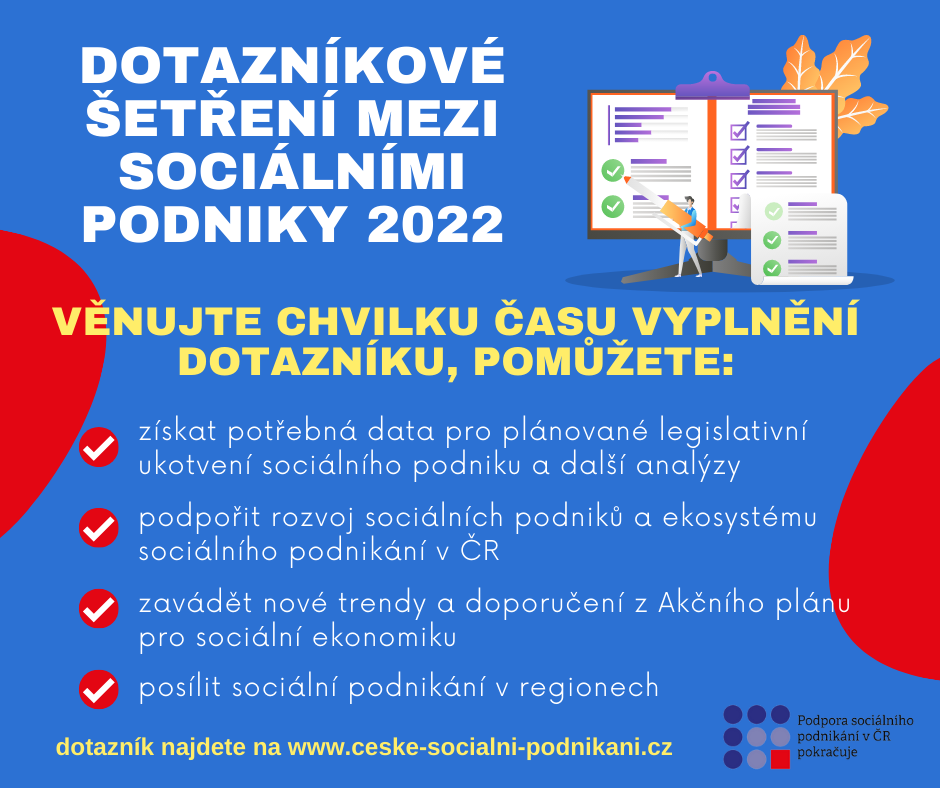 DOTAZNÍKOVÉ
ŠETŘENÍ MEZI
SOCIÁLNÍMI
PODNIKY 2022
VĚNUJTE CHVILKU ČASU VYPLNĚNÍ
DOTAZNÍKU, POMŮŽETE:
získat potřebná data pro plánované legislativní
ukotvení sociálního podniku a další analýzy
podpořit rozvoj sociálních podniků a ekosystému
sociálního podnikání v ČR
zavádět nové trendy a doporučení z Akčního plánu
pro sociální ekonomiku
posílit sociální podnikání v regionech
dotazník najdete na www.ceske-socialni-podnikani.cz
Podpora sociálního
podnikání v ČR
pokračuje